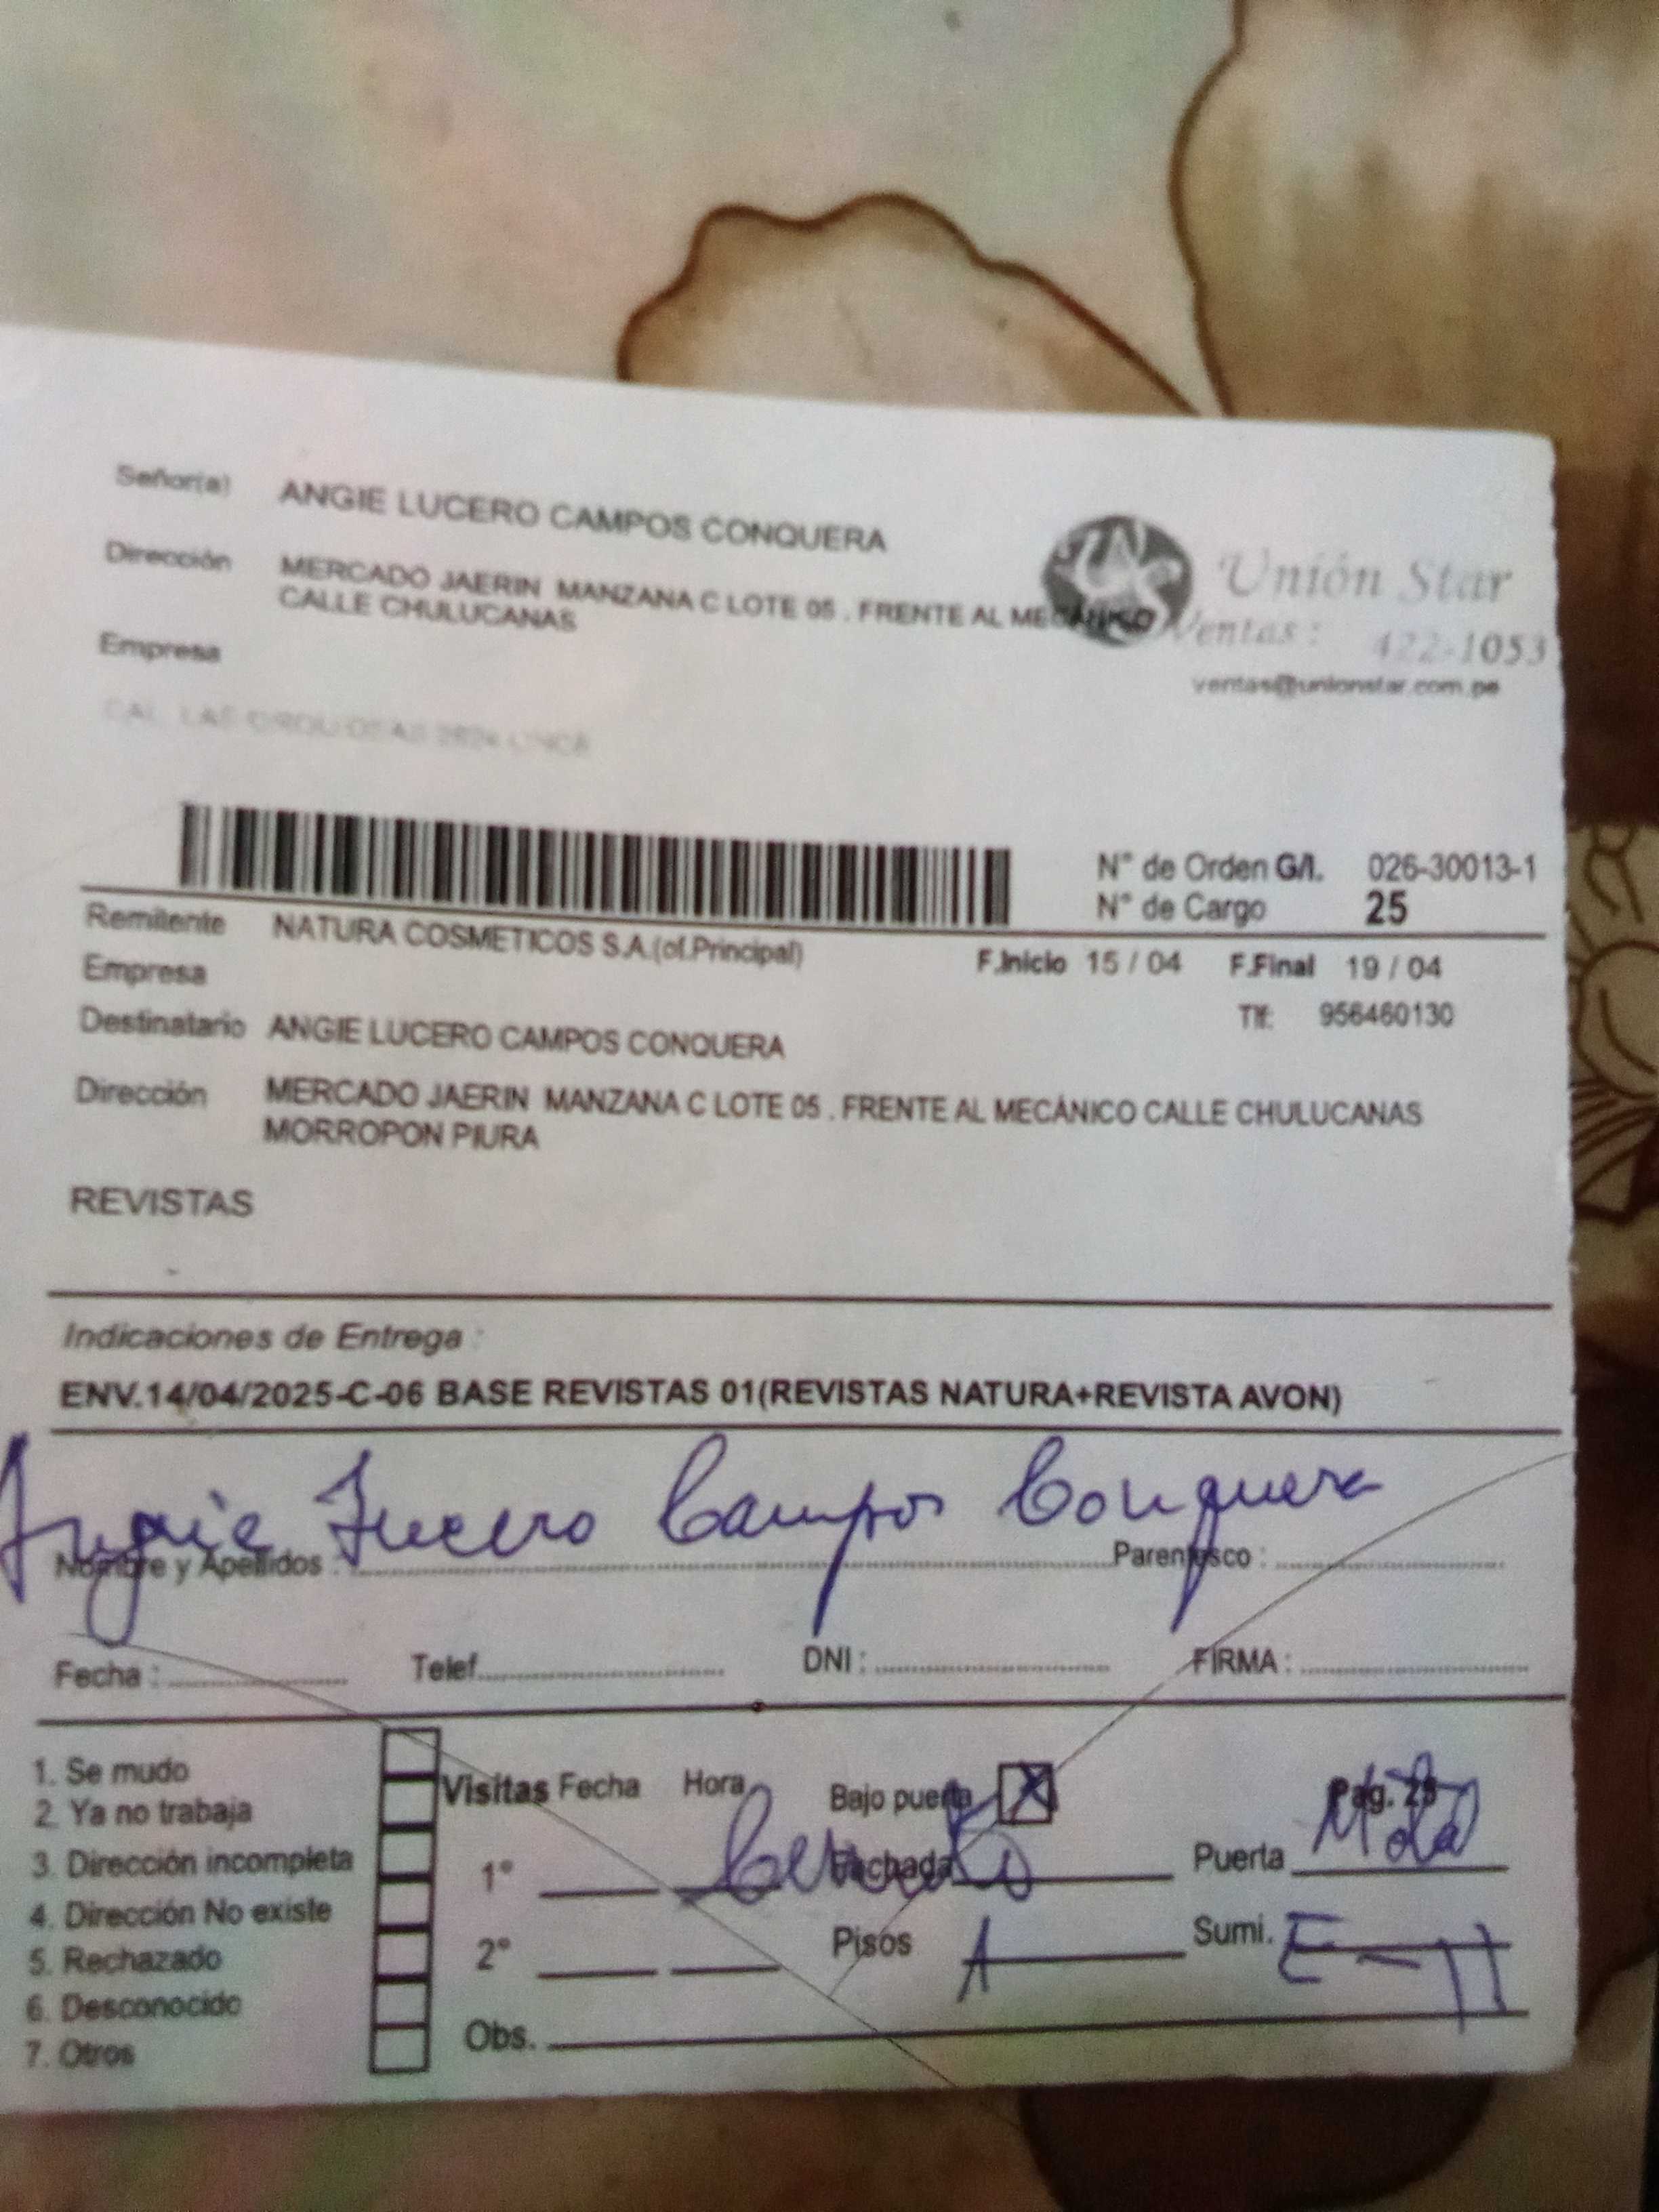 Señor(a) ANGIE LUCERO CAMPOS CONQUERA
Dirección MERCADO JAERIN MANZANA C LOTE 05 . FRENTE AL MECÁNICO
CALLE CHULUCANAS
Unión Star
Ventas: 422-1053
ventas@unionstar.com.pe
Empresa
N° de Orden G/I. 026-30013-1
N° de Cargo 25
Remitente NATURA COSMETICOS S.A.(of.Principal)
F.Inicio 15 / 04 F.Final 19 / 04
Empresa
Tlf: 956460130
Destinatario ANGIE LUCERO CAMPOS CONQUERA
Dirección MERCADO JAERIN MANZANA C LOTE 05 . FRENTE AL MECÁNICO CALLE CHULUCANAS
MORROPON PIURA
REVISTAS
Indicaciones de Entrega :
ENV.14/04/2025-C-06 BASE REVISTAS 01(REVISTAS NATURA+REVISTA AVON)
Angie Lucero Campos Conquera
Nombre y Apellidos : Parentesco :
Fecha : Telef. DNI : FIRMA :
1. Se mudo
2. Ya no trabaja
3. Dirección incompleta
4. Dirección No existe
5. Rechazado
6. Desconocido
7. Otros
Visitas Fecha Hora Bajo puerta X Pag. 25
1° Fachada Puerta
2° Pisos 1 Sumi.
Obs.